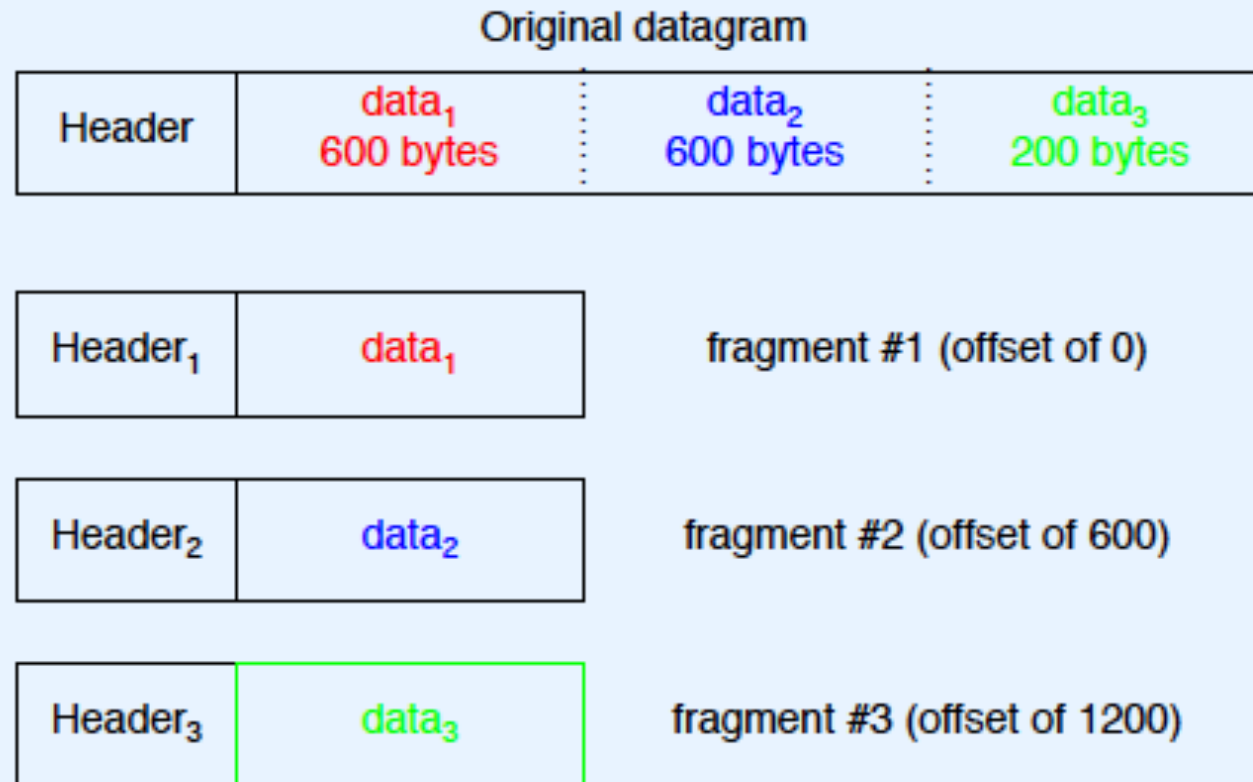 Original datagram
Header
data₁
600 bytes
data₂
600 bytes
data₃
200 bytes
Header₁
data₁
fragment #1 (offset of 0)
Header₂
data₂
fragment #2 (offset of 600)
Header₃
data₃
fragment #3 (offset of 1200)